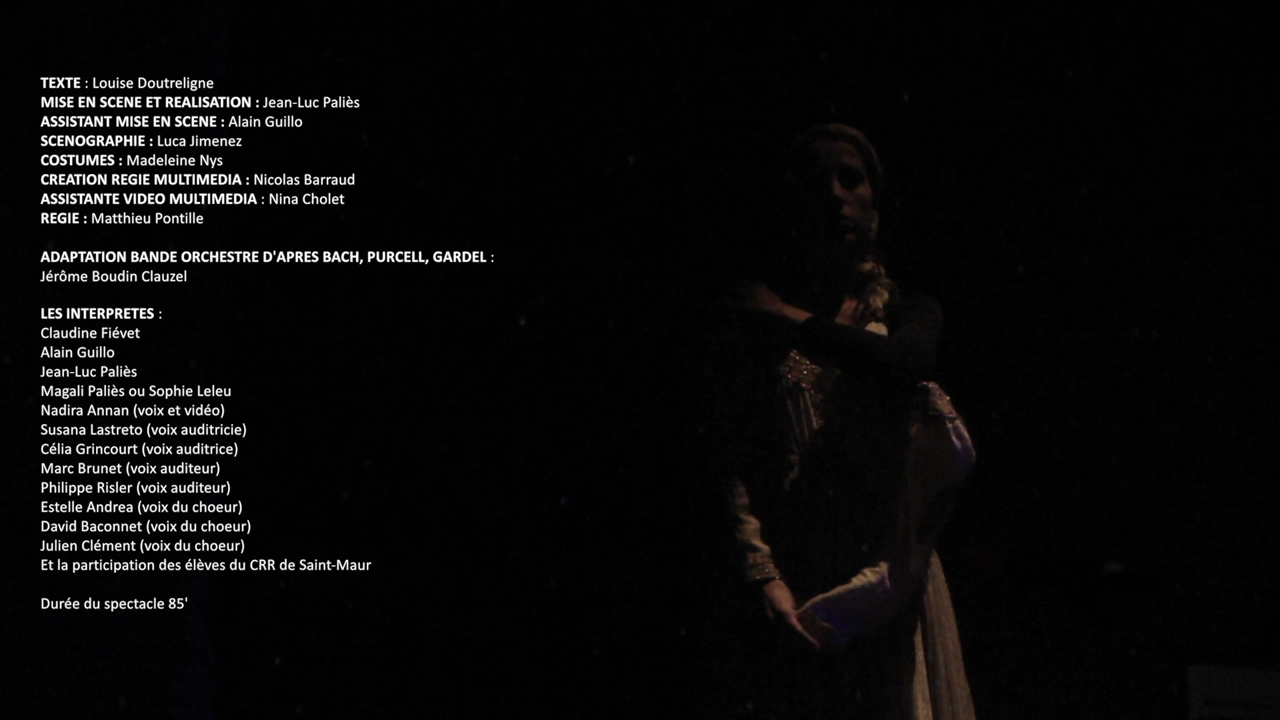 TEXTE : Louise Doutreligne
MISE EN SCENE ET REALISATION : Jean-Luc Paliès
ASSISTANT MISE EN SCENE : Alain Guillo
SCENOGRAPHIE : Luca Jimenez
COSTUMES : Madeleine Nys
CREATION REGIE MULTIMEDIA : Nicolas Barraud
ASSISTANTE VIDEO MULTIMEDIA : Nina Cholet
REGIE : Matthieu Pontille
ADAPTATION BANDE ORCHESTRE D'APRES BACH, PURCELL, GARDEL :
Jérôme Boudin Clauzel
LES INTERPRETES :
Claudine Fiévet
Alain Guillo
Jean-Luc Paliès
Magali Paliès ou Sophie Leleu
Nadira Annan (voix et vidéo)
Susana Lastreto (voix auditricie)
Célia Grincourt (voix auditrice)
Marc Brunet (voix auditeur)
Philippe Risler (voix auditeur)
Estelle Andrea (voix du choeur)
David Baconnet (voix du choeur)
Julien Clément (voix du choeur)
Et la participation des élèves du CRR de Saint-Maur
Durée du spectacle 85'